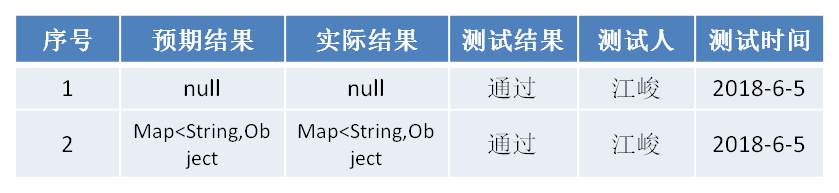 序号 预期结果 实际结果 测试结果 测试人 测试时间
1 null null 通过 江峻 2018-6-5
2 Map<String,Ob
ject Map<String,Ob
ject 通过 江峻 2018-6-5